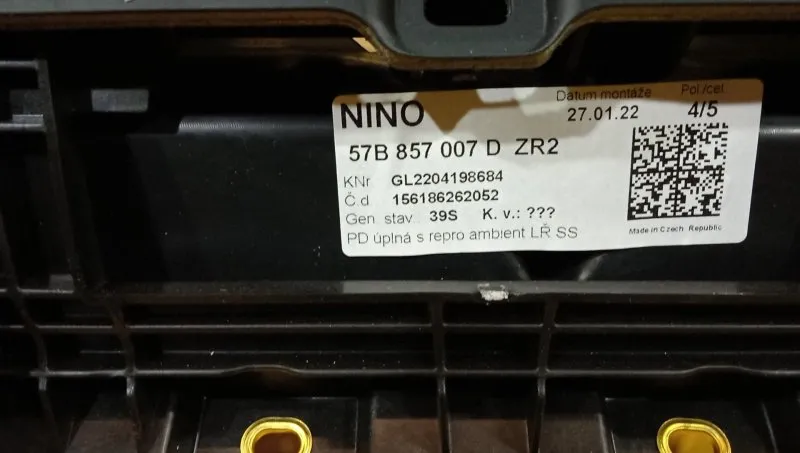 NINO
Datum montáže
Pol./cel.
27.01.22
4/5
57B 857 007 D ZR2
KNr GL2204198684
Č.d 156186262052
Gen stav.. 39S K. v.: ???
PD úplná s repro ambient LŘ SS
Made in Czech Republic